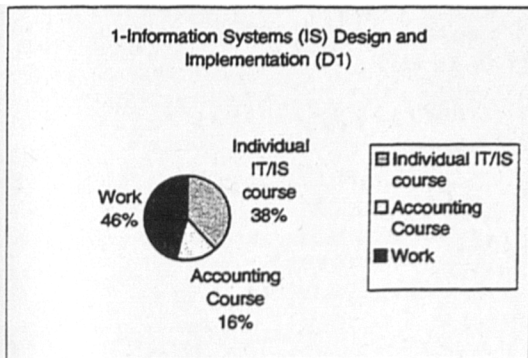 1-Information Systems (IS) Design and
Implementation (D1)
Individual
IT/IS
course
38%
Work
46%
Accounting
Course
16%
Individual IT/IS
course
Accounting
Course
Work